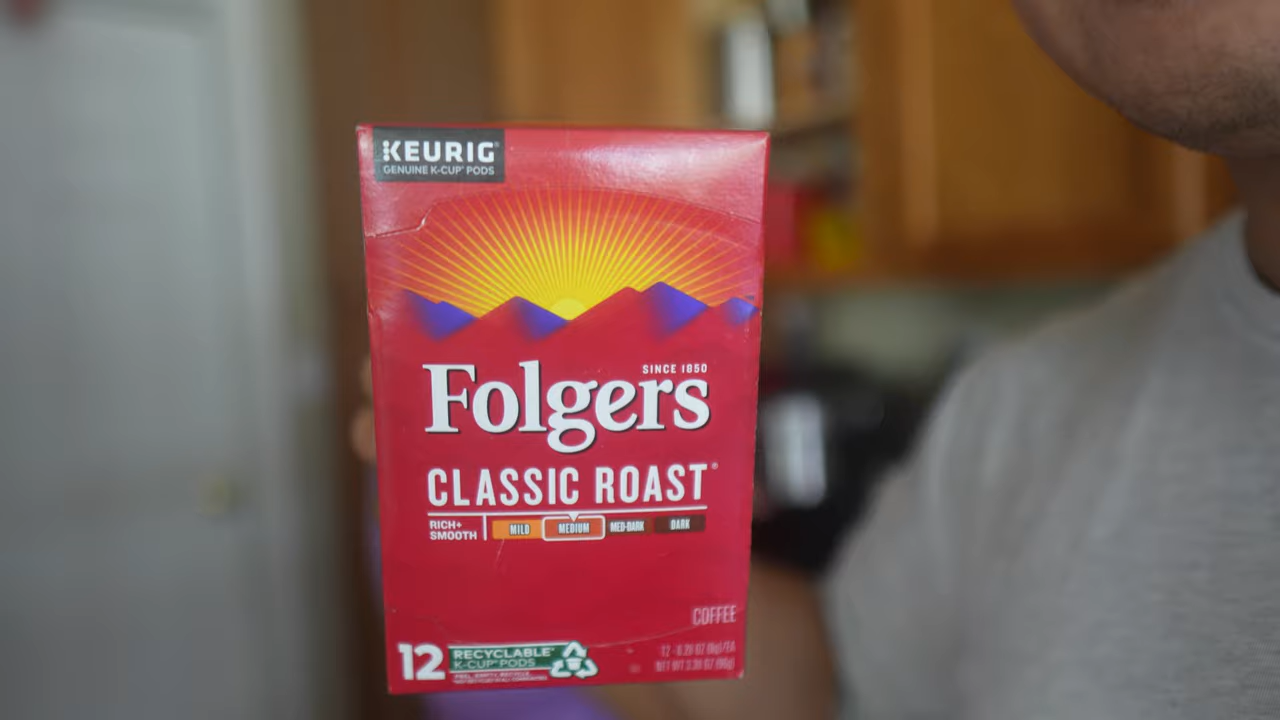 KEURIG®
GENUINE K-CUP® PODS
SINCE 1850
Folgers
CLASSIC ROAST®
RICH+
SMOOTH
MILD
MEDIUM
MED-DARK
DARK
COFFEE
12
RECYCLABLE*
K-CUP® PODS